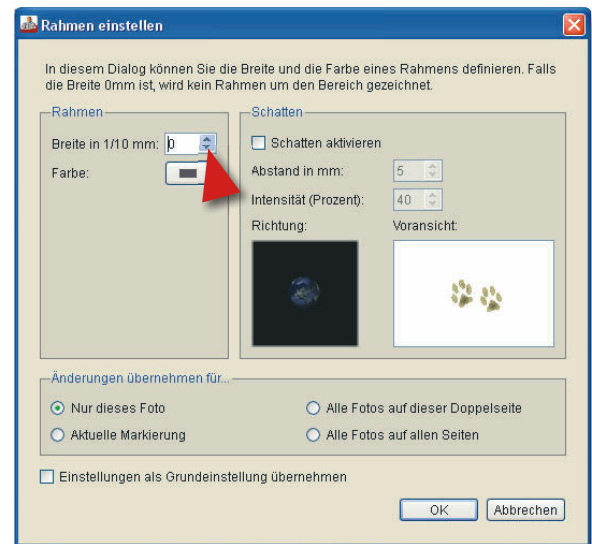 Rahmen einstellen
In diesem Dialog können Sie die Breite und die Farbe eines Rahmens definieren. Falls
die Breite 0mm ist, wird kein Rahmen um den Bereich gezeichnet.
Rahmen
Breite in 1/10 mm: 0
Farbe:
Schatten
Schatten aktivieren
Abstand in mm: 5
Intensität (Prozent): 40
Richtung: Voransicht:
Änderungen übernehmen für...
Nur dieses Foto Alle Fotos auf dieser Doppelseite
Aktuelle Markierung Alle Fotos auf allen Seiten
Einstellungen als Grundeinstellung übernehmen
OK Abbrechen